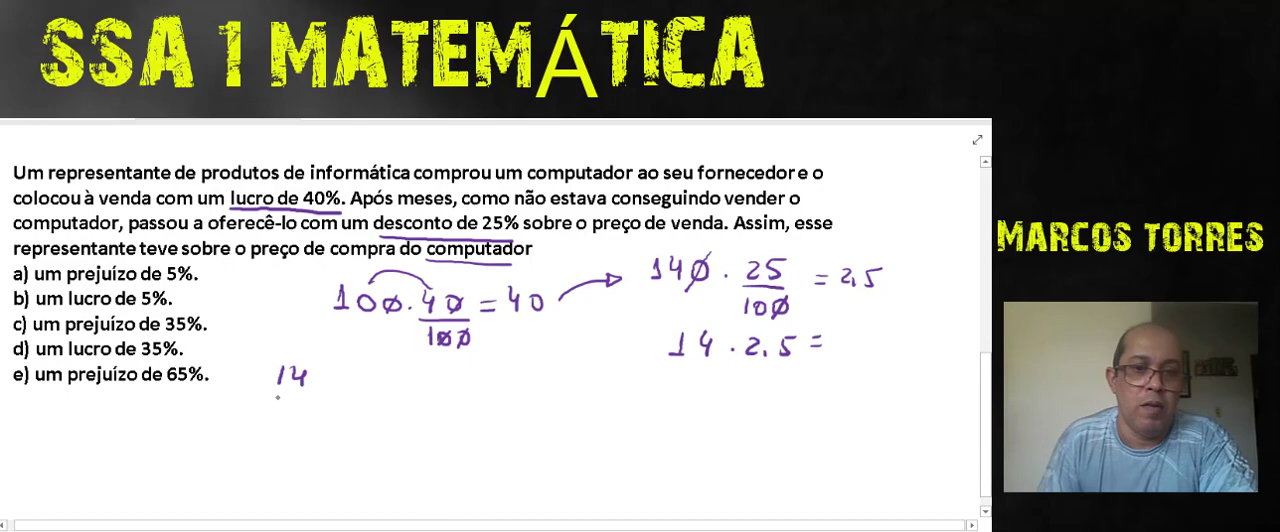 SSA 1 MATEMÁTICA
Um representante de produtos de informática comprou um computador ao seu fornecedor e o
colocou à venda com um lucro de 40%. Após meses, como não estava conseguindo vender o
computador, passou a oferecê-lo com um desconto de 25% sobre o preço de venda. Assim, esse
representante teve sobre o preço de compra do computador
a) um prejuízo de 5%.
b) um lucro de 5%.
c) um prejuízo de 35%.
d) um lucro de 35%.
e) um prejuízo de 65%.
100 . 40/100 = 40
140 . 25/100 = 2,5
14 . 2,5 =
14
MARCOS TORRES